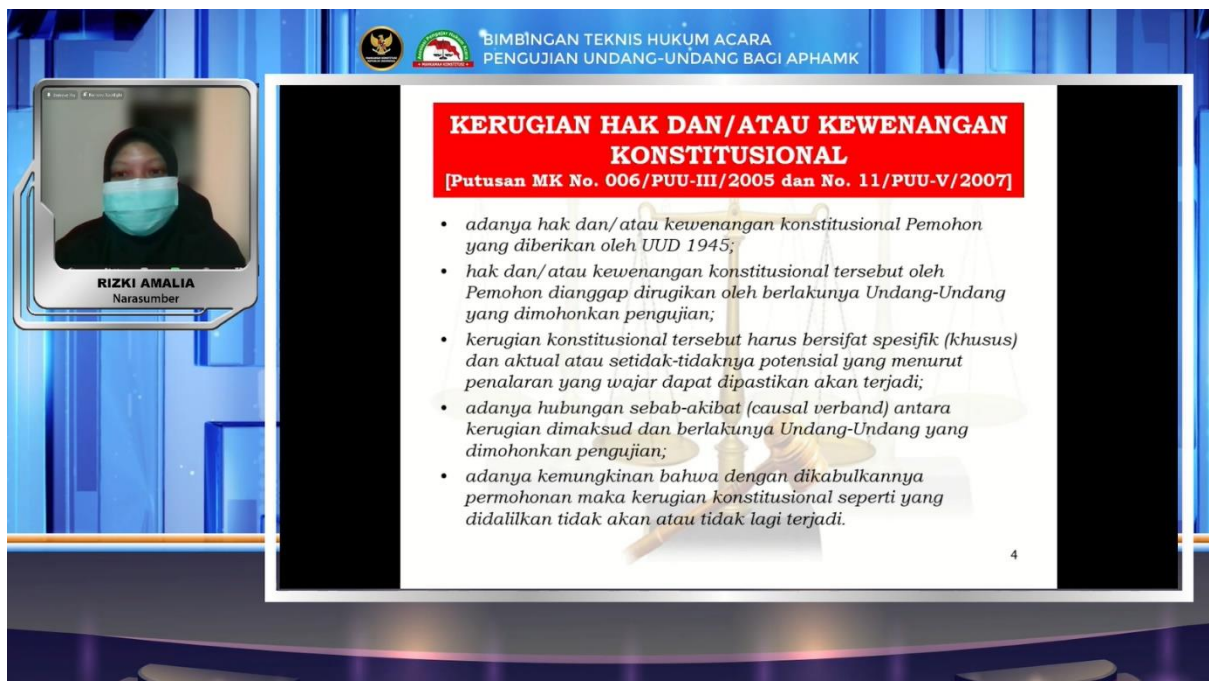 BIMBINGAN TEKNIS HUKUM ACARA
PENGUJIAN UNDANG-UNDANG BAGI APHAMK
RIZKI AMALIA
Narasumber
KERUGIAN HAK DAN/ATAU KEWENANGAN
KONSTITUSIONAL
[Putusan MK No. 006/PUU-III/2005 dan No. 11/PUU-V/2007]
• adanya hak dan/atau kewenangan konstitusional Pemohon
yang diberikan oleh UUD 1945;
• hak dan/atau kewenangan konstitusional tersebut oleh
Pemohon dianggap dirugikan oleh berlakunya Undang-Undang
yang dimohonkan pengujian;
• kerugian konstitusional tersebut harus bersifat spesifik (khusus)
dan aktual atau setidak-tidaknya potensial yang menurut
penalaran yang wajar dapat dipastikan akan terjadi;
• adanya hubungan sebab-akibat (causal verband) antara
kerugian dimaksud dan berlakunya Undang-Undang yang
dimohonkan pengujian;
• adanya kemungkinan bahwa dengan dikabulkannya
permohonan maka kerugian konstitusional seperti yang
didalilkan tidak akan atau tidak lagi terjadi.
4